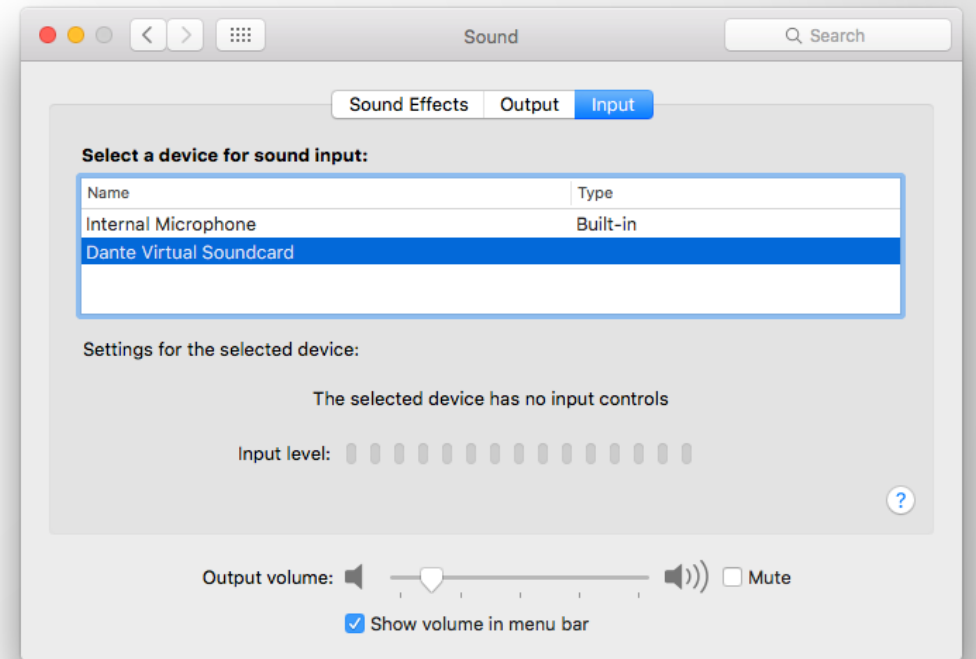 Sound
Search
Sound Effects Output Input
Select a device for sound input:
Name Type
Internal Microphone Built-in
Dante Virtual Soundcard
Settings for the selected device:
The selected device has no input controls
Input level:
?
Output volume: Mute
Show volume in menu bar